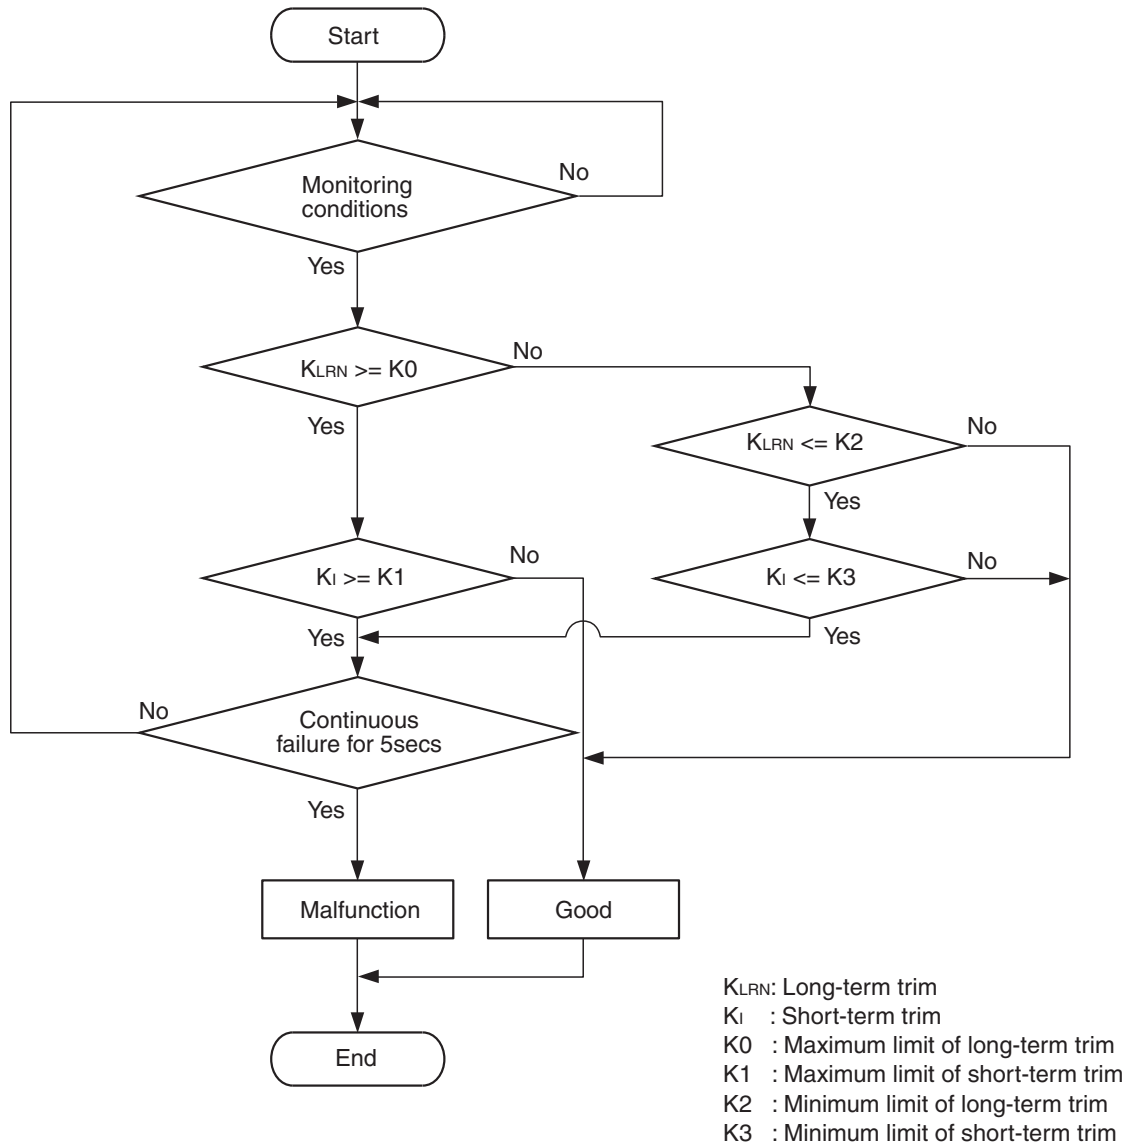 Start
No
Monitoring
conditions
Yes
KLRN >= K0
No
Yes
KLRN <= K2
No
Yes
KI >= K1
No
KI <= K3
No
Yes
Yes
No
Continuous
failure for 5secs
Yes
Malfunction
Good
End
KLRN: Long-term trim
KI : Short-term trim
K0 : Maximum limit of long-term trim
K1 : Maximum limit of short-term trim
K2 : Minimum limit of long-term trim
K3 : Minimum limit of short-term trim